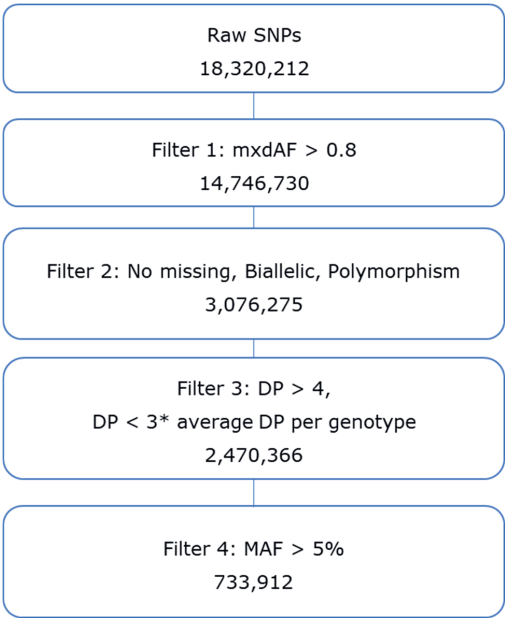 Raw SNPs
18,320,212
Filter 1: mxdAF > 0.8
14,746,730
Filter 2: No missing, Biallelic, Polymorphism
3,076,275
Filter 3: DP > 4,
DP < 3* average DP per genotype
2,470,366
Filter 4: MAF > 5%
733,912